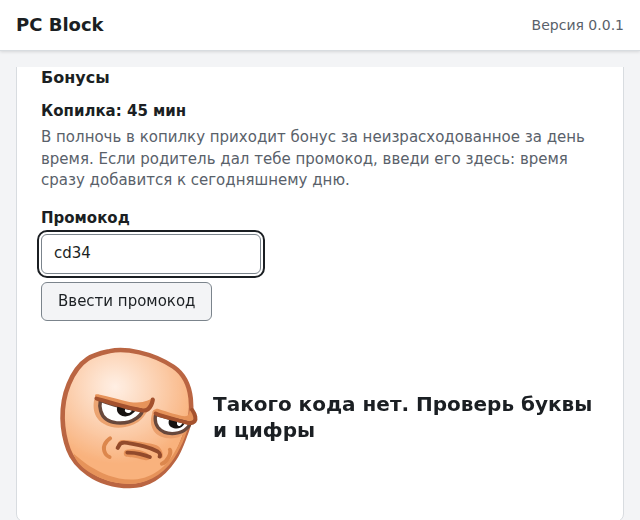 PC Block
Версия 0.0.1
Бонусы
Копилка: 45 мин
В полночь в копилку приходит бонус за неизрасходованное за день
время. Если родитель дал тебе промокод, введи его здесь: время
сразу добавится к сегодняшнему дню.
Промокод
cd34
Ввести промокод
Такого кода нет. Проверь буквы
и цифры